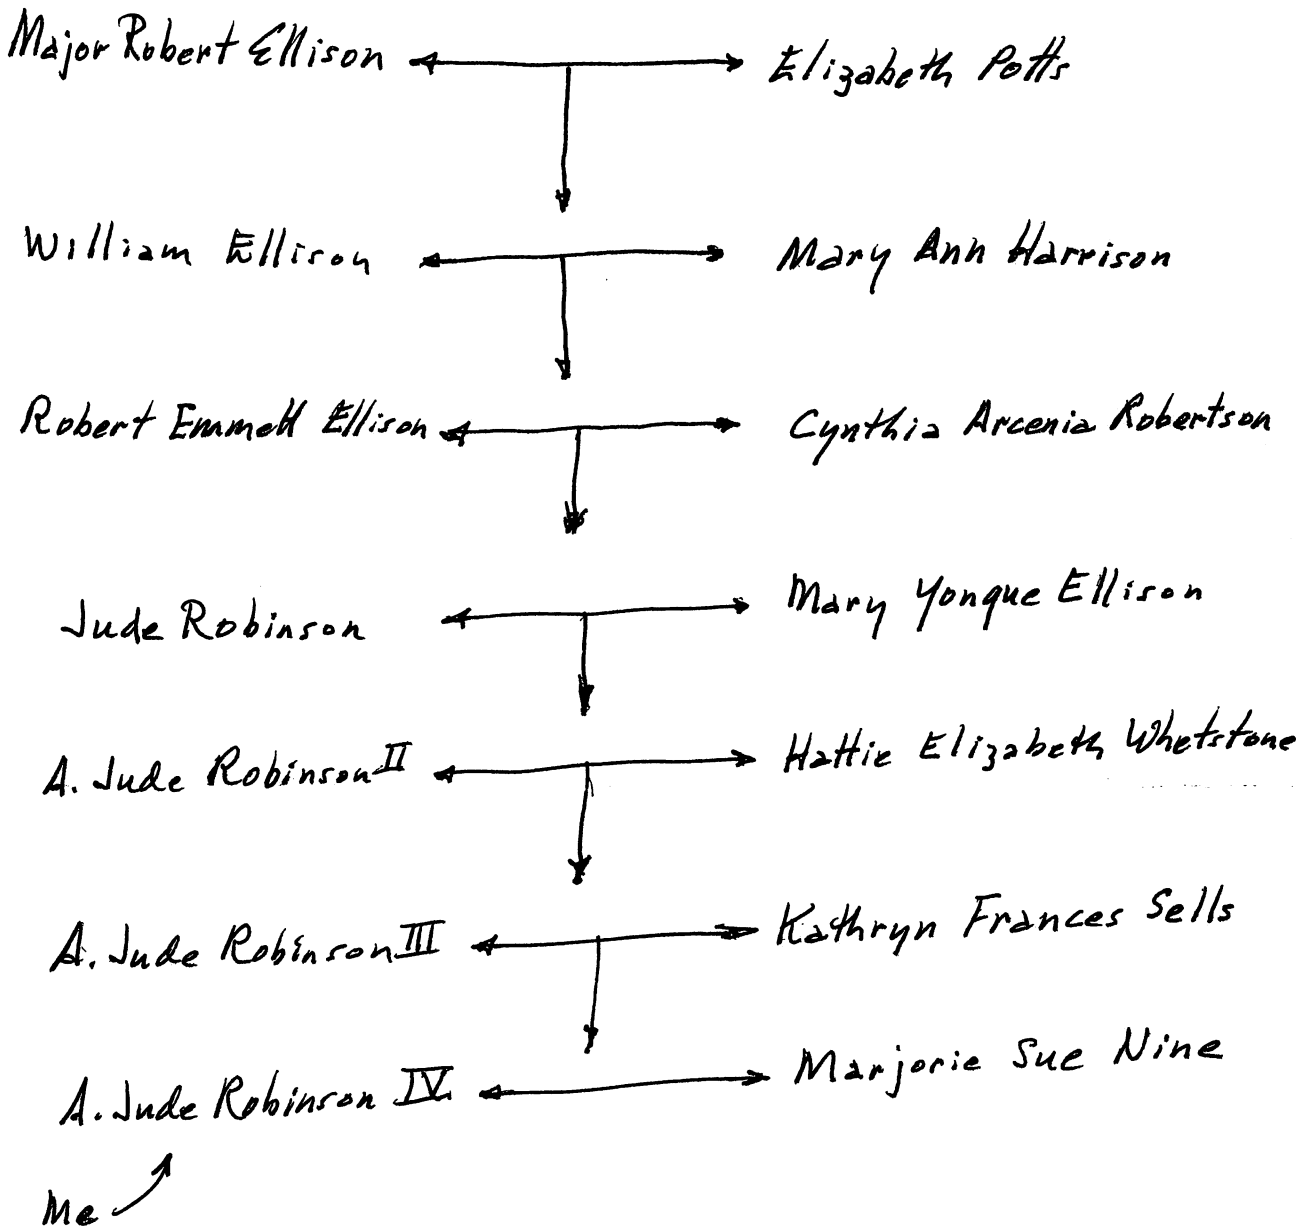 Major Robert Ellison Elizabeth Potts
William Ellison Mary Ann Harrison
Robert Emmett Ellison Cynthia Arcenia Robertson
Jude Robinson Mary Yongue Ellison
A. Jude Robinson II Hattie Elizabeth Whetstone
A. Jude Robinson III Kathryn Frances Sells
A. Jude Robinson IV Marjorie Sue Nine
Me